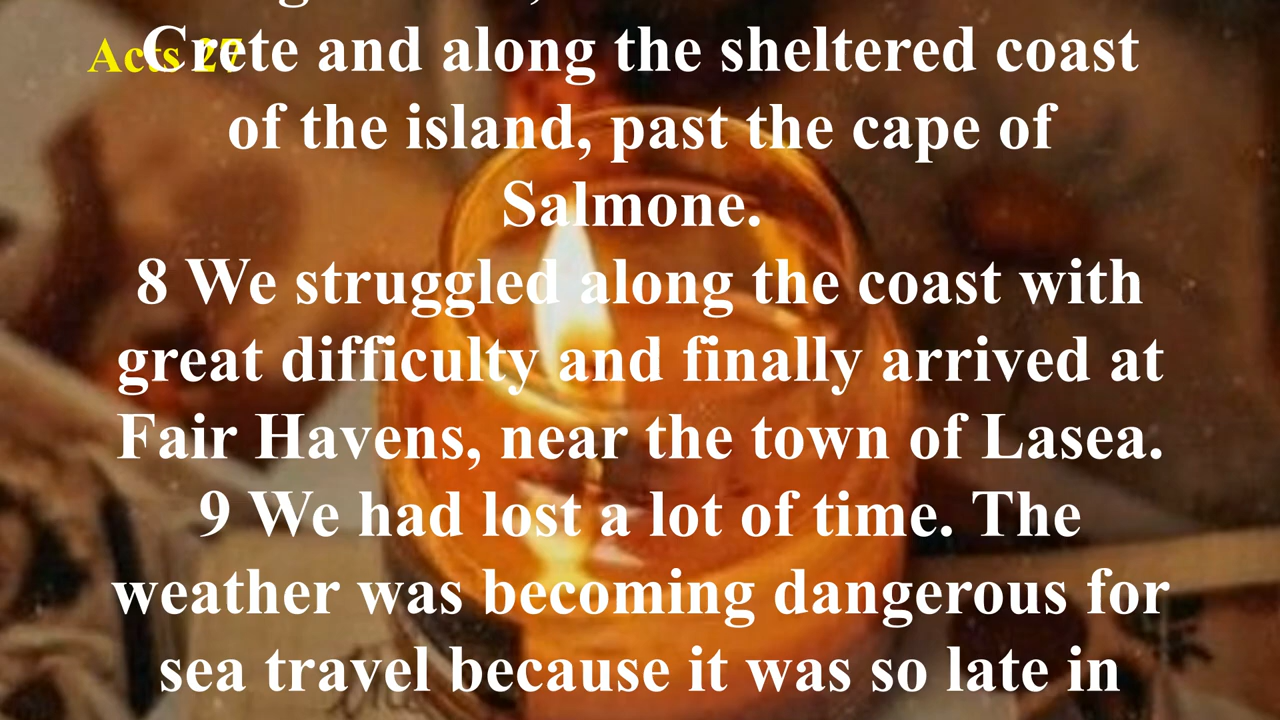 Acts 27
Crete and along the sheltered coast
of the island, past the cape of
Salmone.
8 We struggled along the coast with
great difficulty and finally arrived at
Fair Havens, near the town of Lasea.
9 We had lost a lot of time. The
weather was becoming dangerous for
sea travel because it was so late in